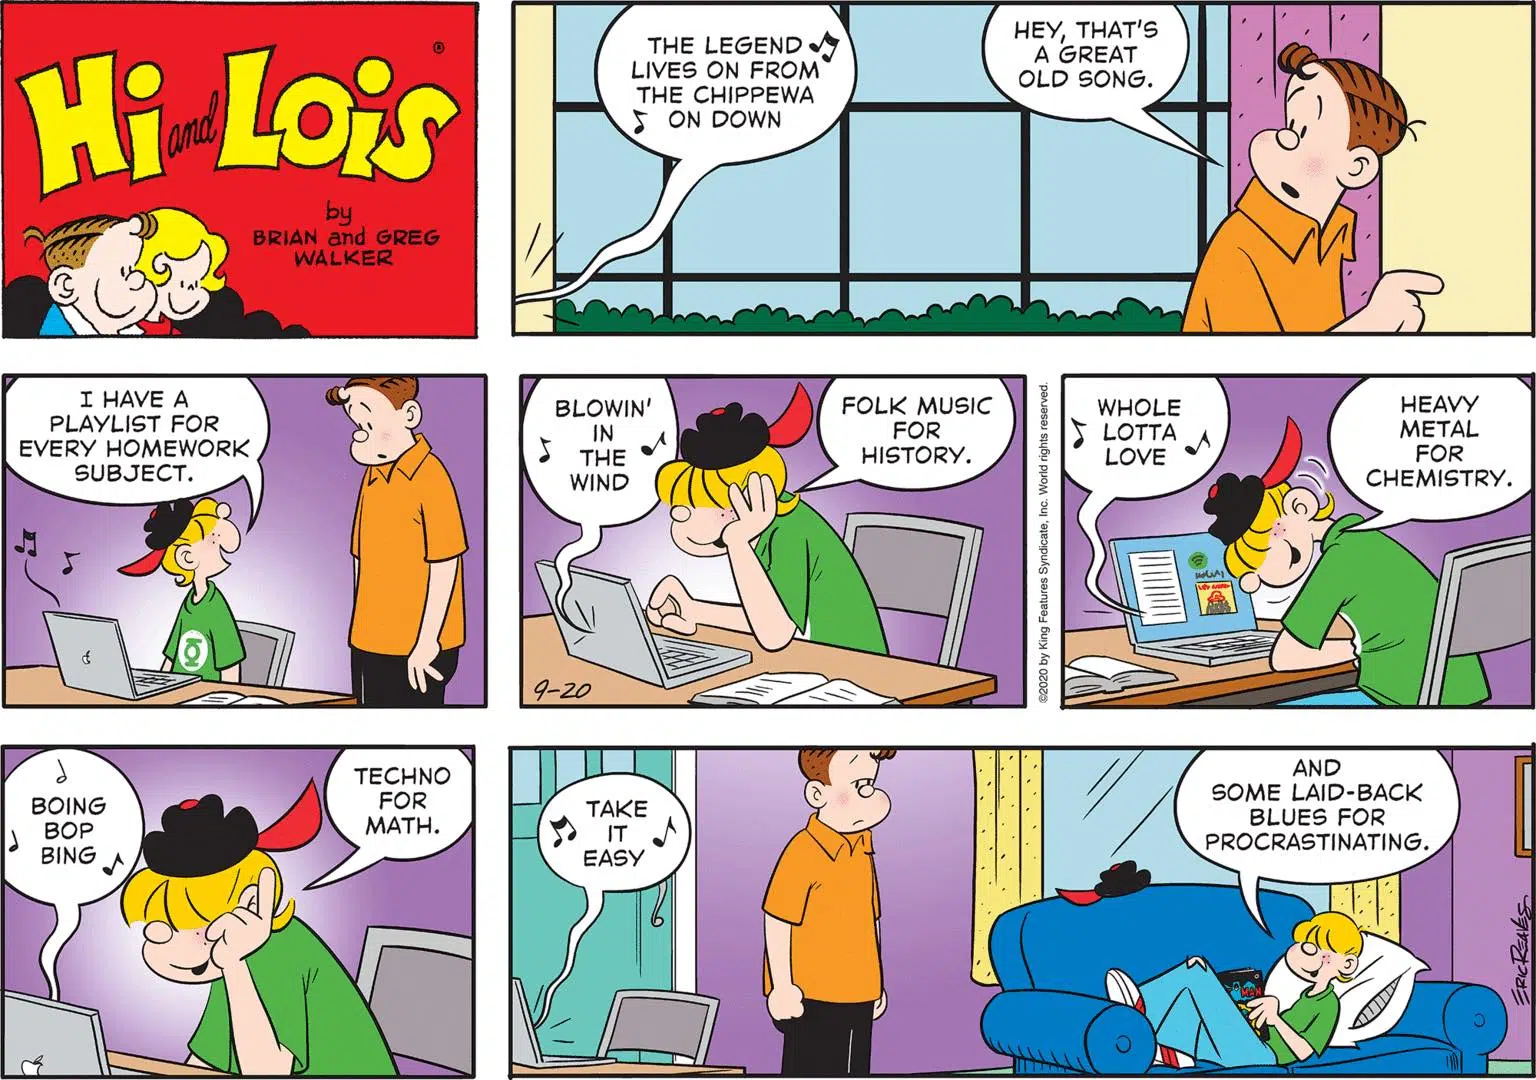 Hi and Lois
®
by
BRIAN and GREG
WALKER
THE LEGEND
LIVES ON FROM
THE CHIPPEWA
ON DOWN
HEY, THAT'S
A GREAT
OLD SONG.
I HAVE A
PLAYLIST FOR
EVERY HOMEWORK
SUBJECT.
BLOWIN'
IN
THE
WIND
FOLK MUSIC
FOR
HISTORY.
9-20
©2020 by King Features Syndicate, Inc. World rights reserved.
WHOLE
LOTTA
LOVE
HEAVY
METAL
FOR
CHEMISTRY.
BOING
BOP
BING
TECHNO
FOR
MATH.
TAKE
IT
EASY
AND
SOME LAID-BACK
BLUES FOR
PROCRASTINATING.
MAN
ERIC REAVES